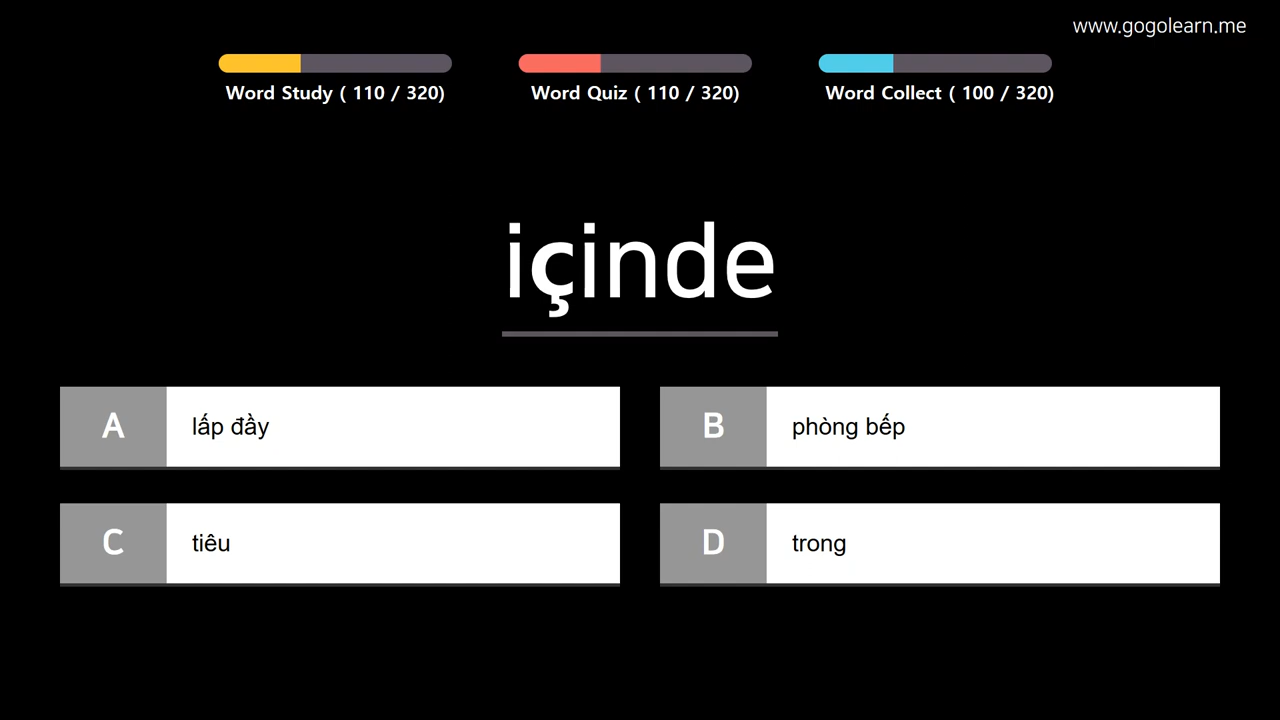 www.gogolearn.me
Word Study ( 110 / 320)
Word Quiz ( 110 / 320)
Word Collect ( 100 / 320)
içinde
A
lấp đầy
B
phòng bếp
C
tiêu
D
trong